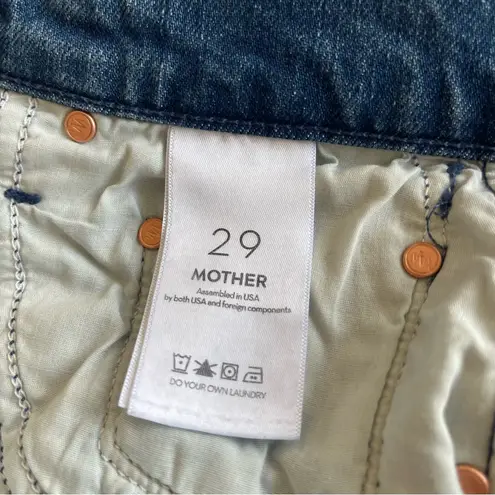 29
MOTHER
Assembled in USA
by both USA and foreign components
DO YOUR OWN LAUNDRY